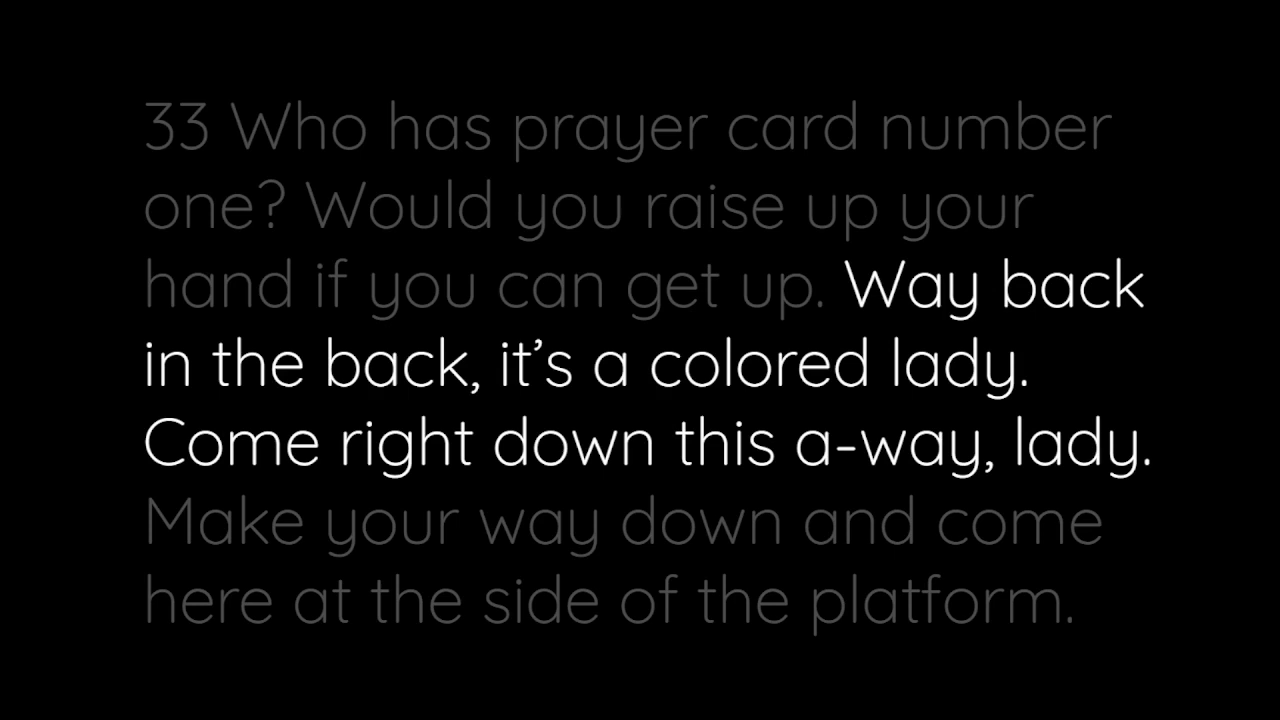 33 Who has prayer card number
one? Would you raise up your
hand if you can get up. Way back
in the back, it’s a colored lady.
Come right down this a-way, lady.
Make your way down and come
here at the side of the platform.